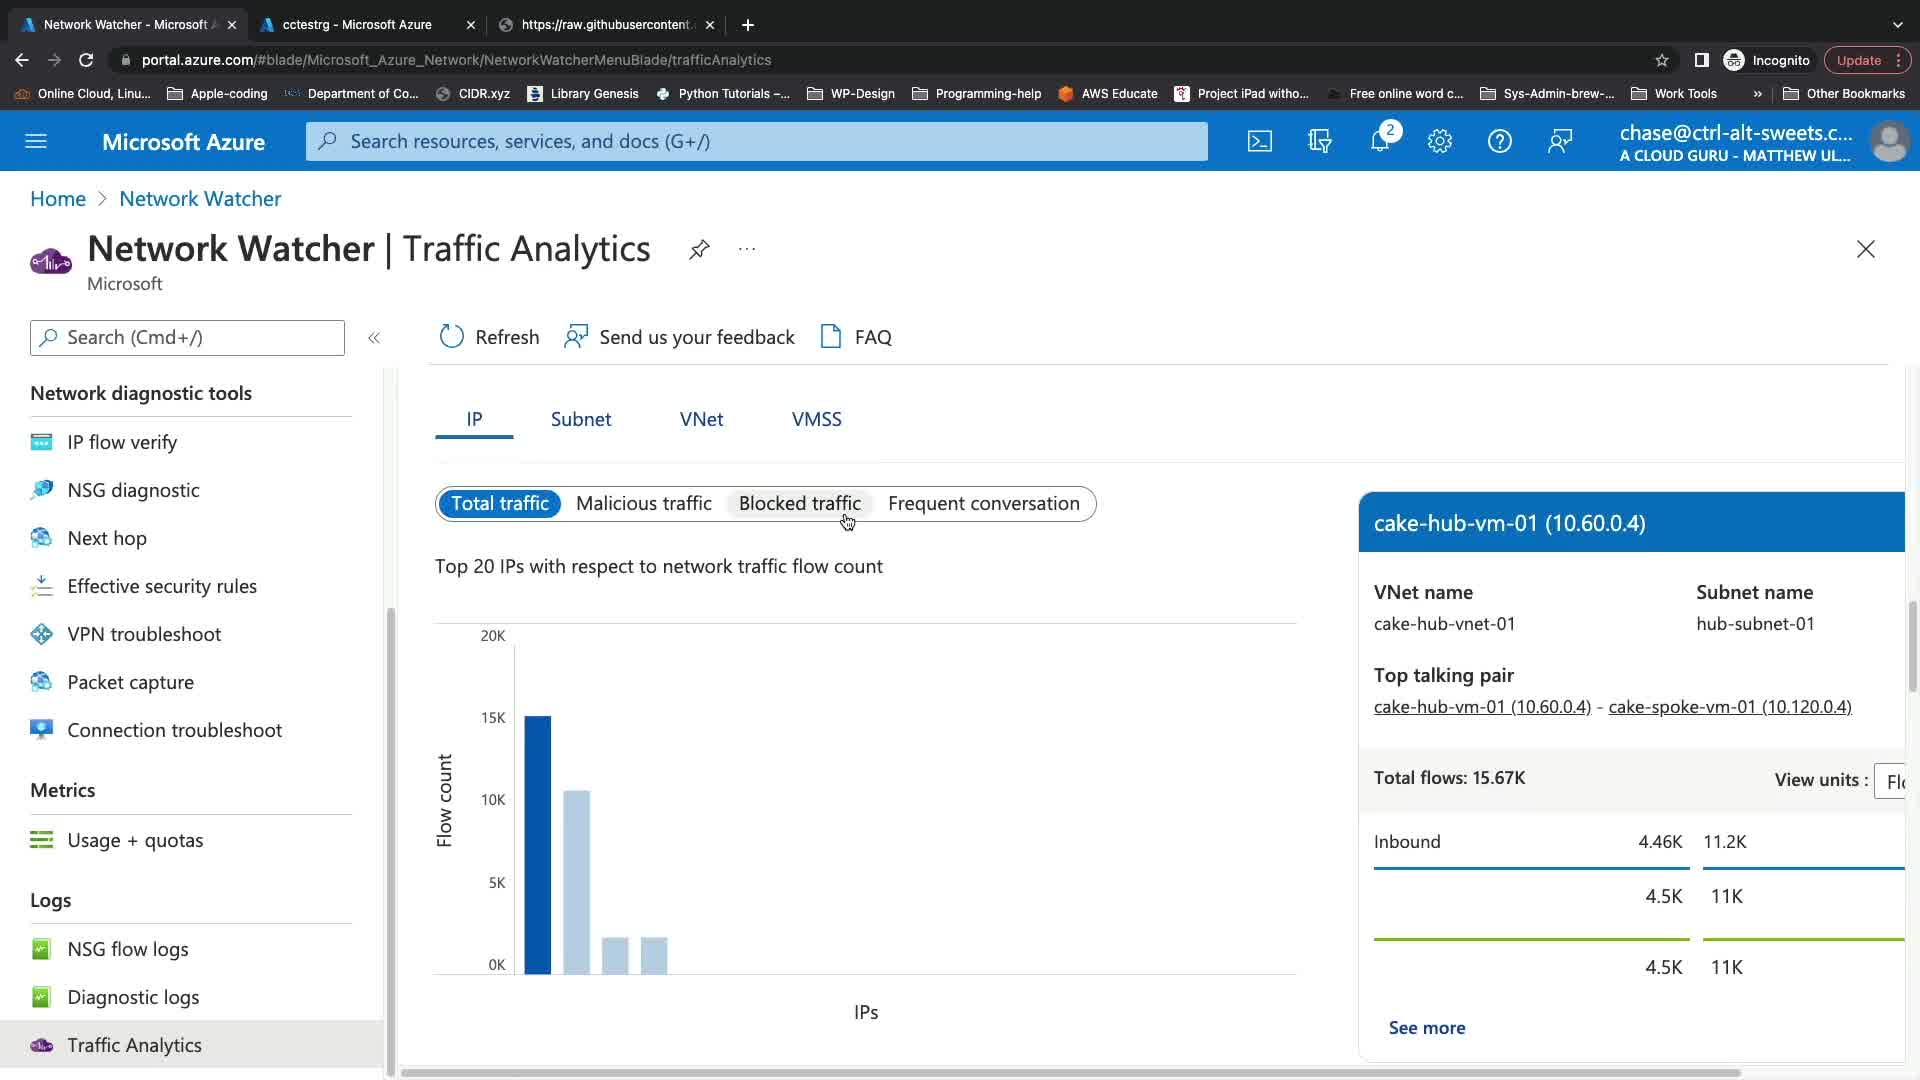 Network Watcher - Microsoft A
cctestrg - Microsoft Azure
https://raw.githubusercontent.
portal.azure.com/#blade/Microsoft_Azure_Network/NetworkWatcherMenuBlade/trafficAnalytics
Incognito
Update
Online Cloud, Linu...
Apple-coding
Department of Co...
CIDR.xyz
Library Genesis
Python Tutorials –...
WP-Design
Programming-help
AWS Educate
Project iPad witho...
Free online word c...
Sys-Admin-brew-...
Work Tools
»
Other Bookmarks
Microsoft Azure
Search resources, services, and docs (G+/)
2
chase@ctrl-alt-sweets.c...
A CLOUD GURU - MATTHEW UL...
Home > Network Watcher
Network Watcher | Traffic Analytics
...
Microsoft
Search (Cmd+/)
«
Refresh
Send us your feedback
FAQ
Network diagnostic tools
IP flow verify
NSG diagnostic
Next hop
Effective security rules
VPN troubleshoot
Packet capture
Connection troubleshoot
Metrics
Usage + quotas
Logs
NSG flow logs
Diagnostic logs
Traffic Analytics
IP
Subnet
VNet
VMSS
Total traffic
Malicious traffic
Blocked traffic
Frequent conversation
Top 20 IPs with respect to network traffic flow count
20K
15K
10K
5K
0K
Flow count
IPs
cake-hub-vm-01 (10.60.0.4)
VNet name
Subnet name
cake-hub-vnet-01
hub-subnet-01
Top talking pair
cake-hub-vm-01 (10.60.0.4) - cake-spoke-vm-01 (10.120.0.4)
Total flows: 15.67K
View units :
Flo
Inbound
4.46K
11.2K
4.5K
11K
4.5K
11K
See more